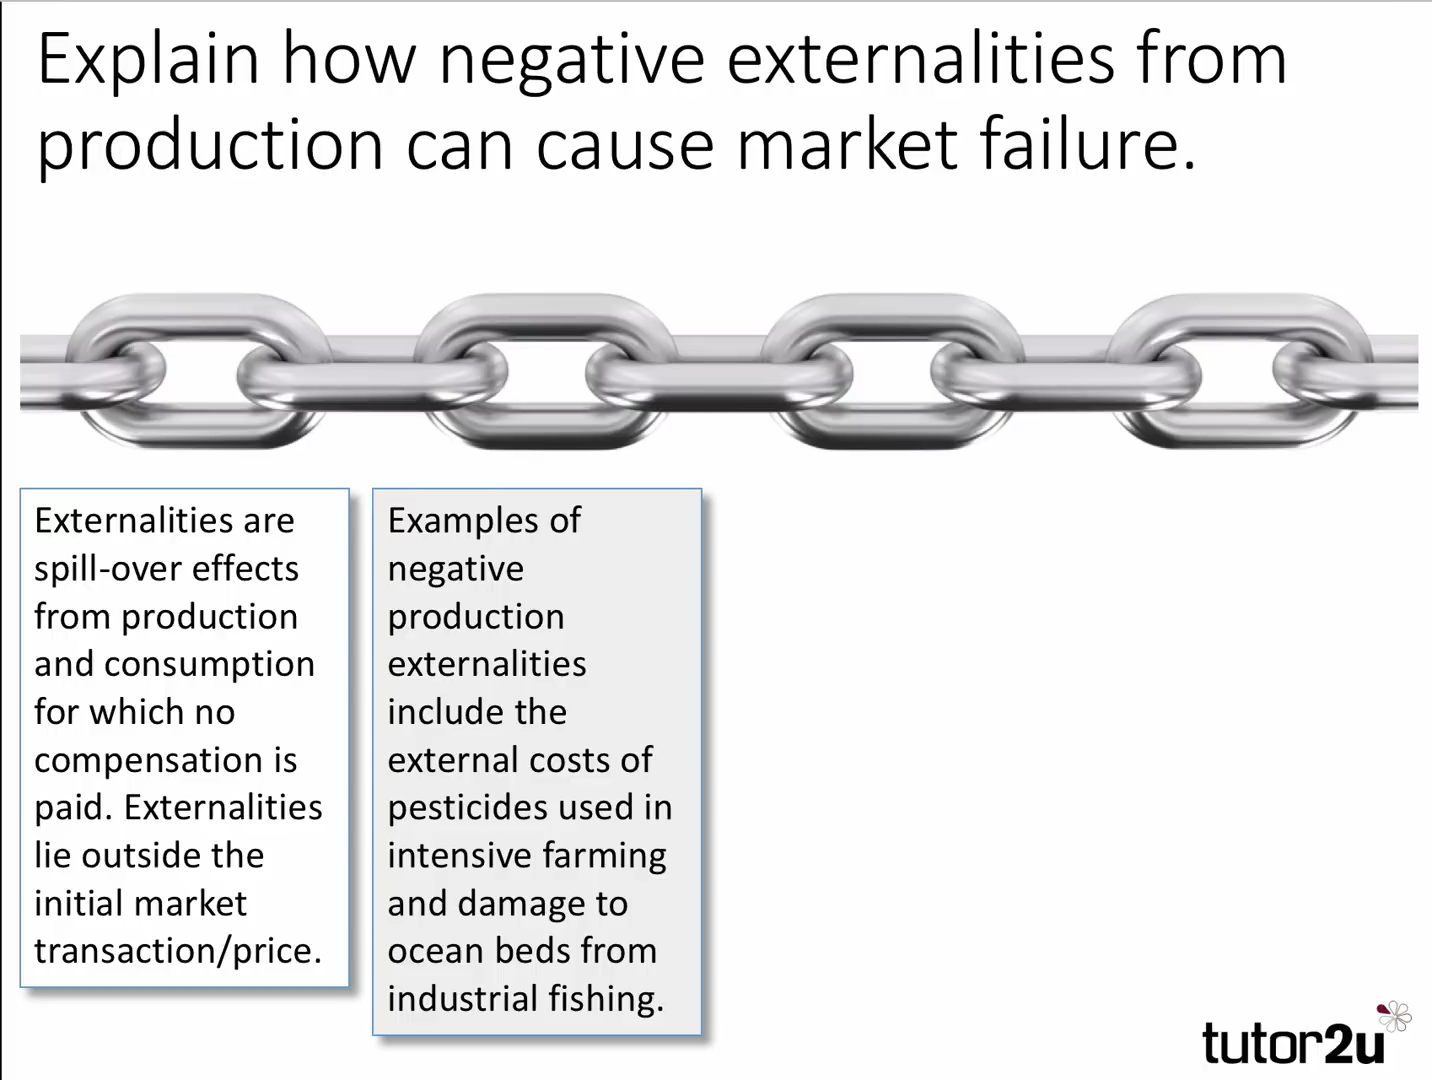 Explain how negative externalities from
production can cause market failure.
Externalities are
spill-over effects
from production
and consumption
for which no
compensation is
paid. Externalities
lie outside the
initial market
transaction/price.
Examples of
negative
production
externalities
include the
external costs of
pesticides used in
intensive farming
and damage to
ocean beds from
industrial fishing.
tutor2u